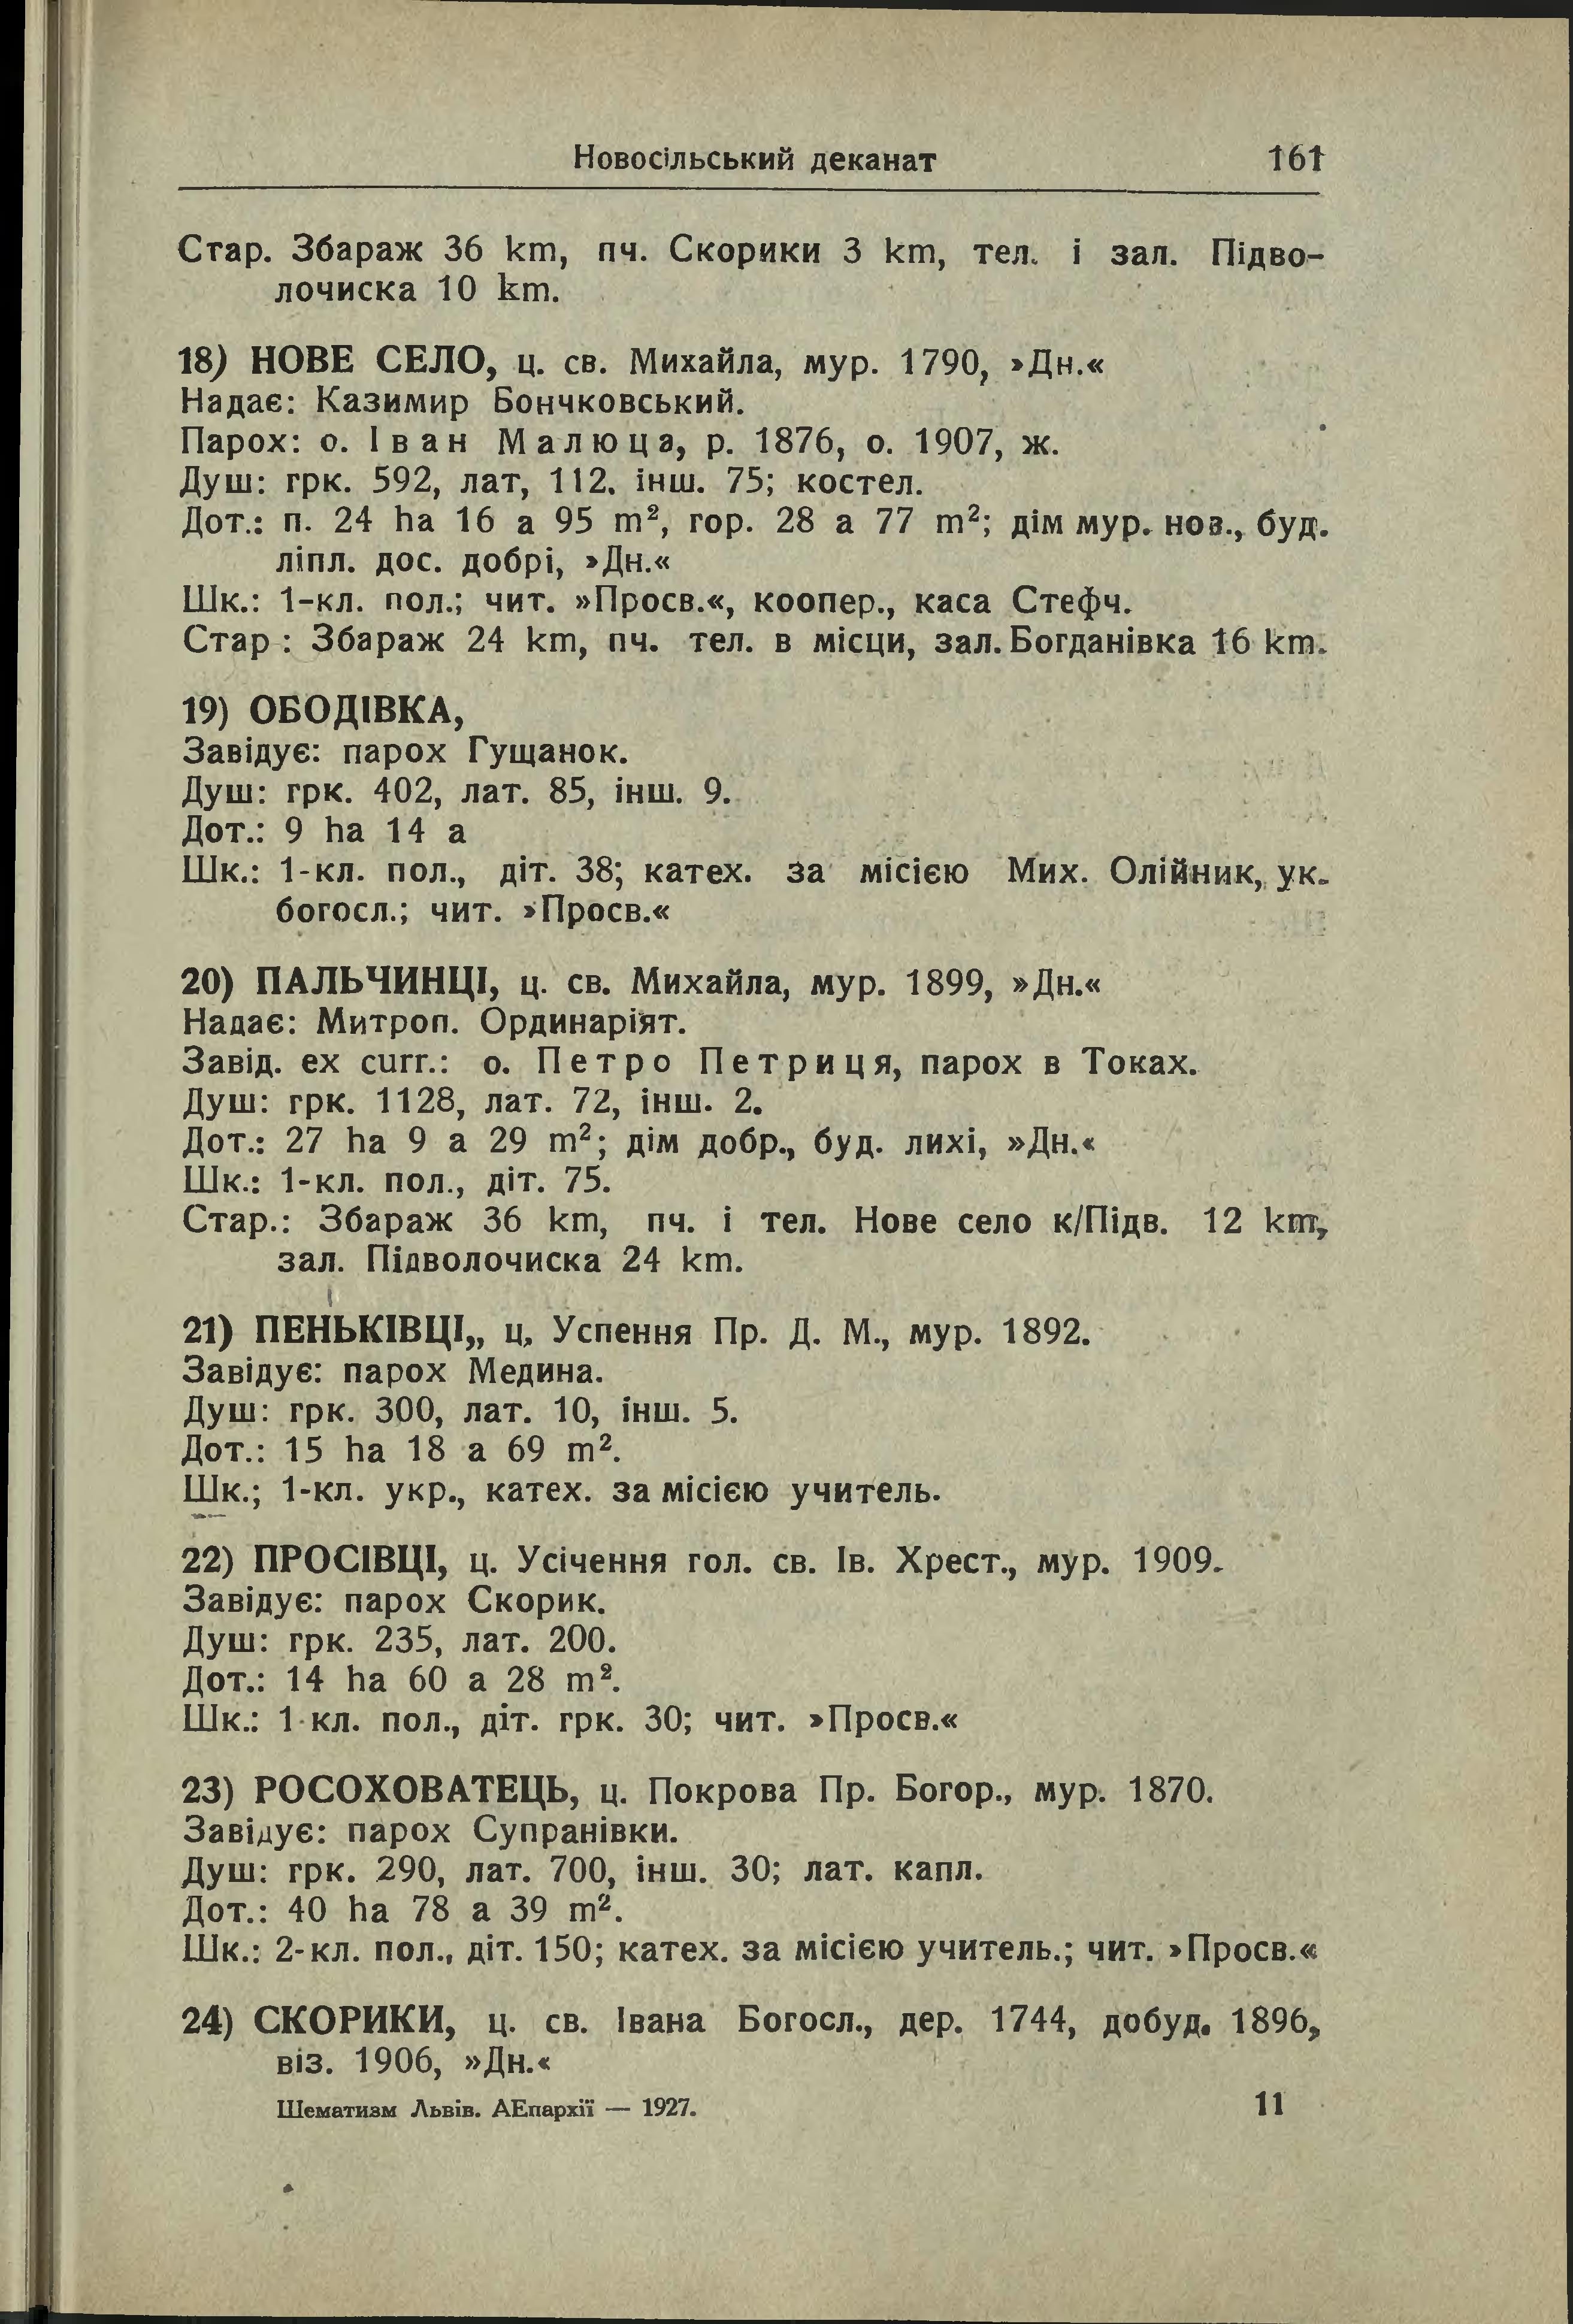 Новосільський деканат 161
Стар. Збараж 36 km, пч. Скорики 3 km, тел. і зал. Підво-
лочиска 10 km.
18) НОВЕ СЕЛО, ц. св. Михайла, мур. 1790, »Дн.«
Надає: Казимир Бончковський.
Парох: о. Іван Малюца, р. 1876, о. 1907, ж.
Душ: грк. 592, лат, 112. інш. 75; костел.
Дот.: п. 24 ha 16 a 95 m², гор. 28 a 77 m²; дім мур. нов., буд.
ліпл. дос. добрі, »Дн.«
Шк.: 1-кл. пол.; чит. »Просв.«, коопер., каса Стефч.
Стар : Збараж 24 km, пч. тел. в місци, зал. Богданівка 16 km.
19) ОБОДІВКА,
Завідує: парох Гущанок.
Душ: грк. 402, лат. 85, інш. 9.
Дот.: 9 ha 14 a
Шк.: 1-кл. пол., діт. 38; катех. за місією Мих. Олійник, ук.
богосл.; чит. »Просв.«
20) ПАЛЬЧИНЦІ, ц. св. Михайла, мур. 1899, »Дн.«
Надає: Митроп. Ординаріят.
Завід. ex curr.: о. Петро Петриця, парох в Токах.
Душ: грк. 1128, лат. 72, інш. 2.
Дот.: 27 ha 9 a 29 m²; дім добр., буд. лихі, »Дн.«
Шк.: 1-кл. пол., діт. 75.
Стар.: Збараж 36 km, пч. і тел. Нове село к/Підв. 12 km,
зал. Підволочиска 24 km.
21) ПЕНЬКІВЦІ,, ц, Успення Пр. Д. М., мур. 1892.
Завідує: парох Медина.
Душ: грк. 300, лат. 10, інш. 5.
Дот.: 15 ha 18 a 69 m².
Шк.; 1-кл. укр., катех. за місією учитель.
22) ПРОСІВЦІ, ц. Усічення гол. св. Ів. Хрест., мур. 1909.
Завідує: парох Скорик.
Душ: грк. 235, лат. 200.
Дот.: 14 ha 60 a 28 m².
Шк.: 1-кл. пол., діт. грк. 30; чит. »Просв.«
23) РОСОХОВАТЕЦЬ, ц. Покрова Пр. Богор., мур. 1870.
Завідує: парох Супранівки.
Душ: грк. 290, лат. 700, інш. 30; лат. капл.
Дот.: 40 ha 78 a 39 m².
Шк.: 2-кл. пол., діт. 150; катех. за місією учитель.; чит. »Просв.«
24) СКОРИКИ, ц. св. Івана Богосл., дер. 1744, добуд. 1896,
віз. 1906, »Дн.«
Шематизм Львів. АЕпархії — 1927. 11